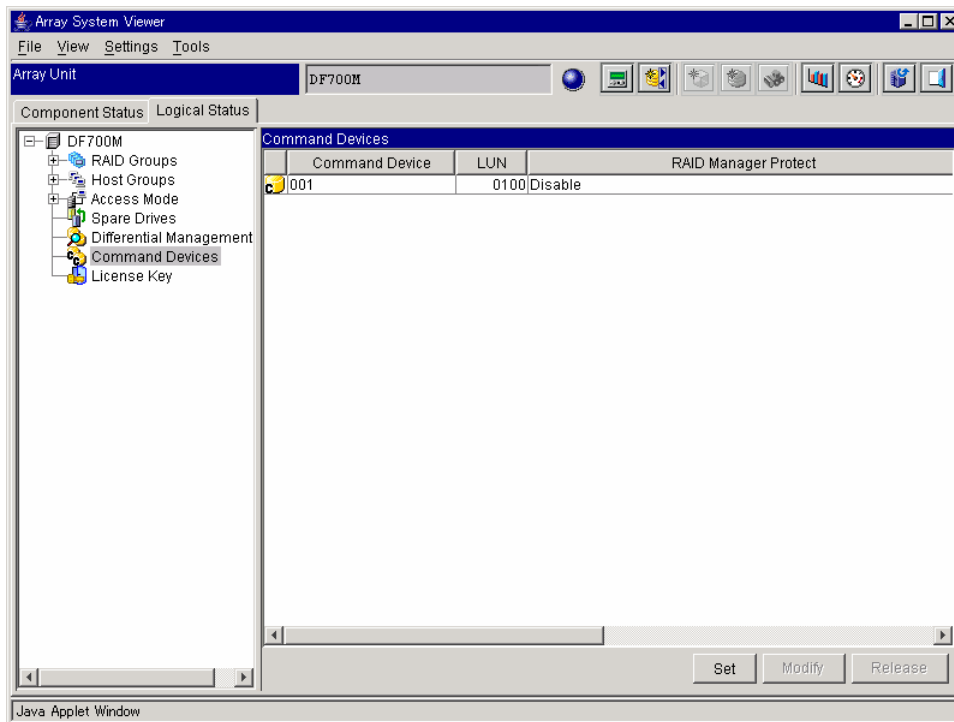 Array System Viewer
File View Settings Tools
Array Unit
DF700M
Component Status Logical Status
DF700M
RAID Groups
Host Groups
Access Mode
Spare Drives
Differential Management
Command Devices
License Key
Command Devices
Command Device LUN RAID Manager Protect
001 0100 Disable
Set Modify Release
Java Applet Window